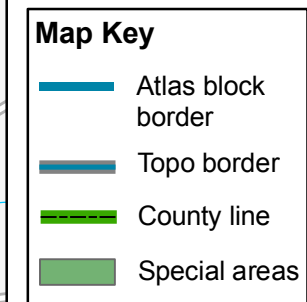 Map Key
Atlas block
border
Topo border
County line
Special areas